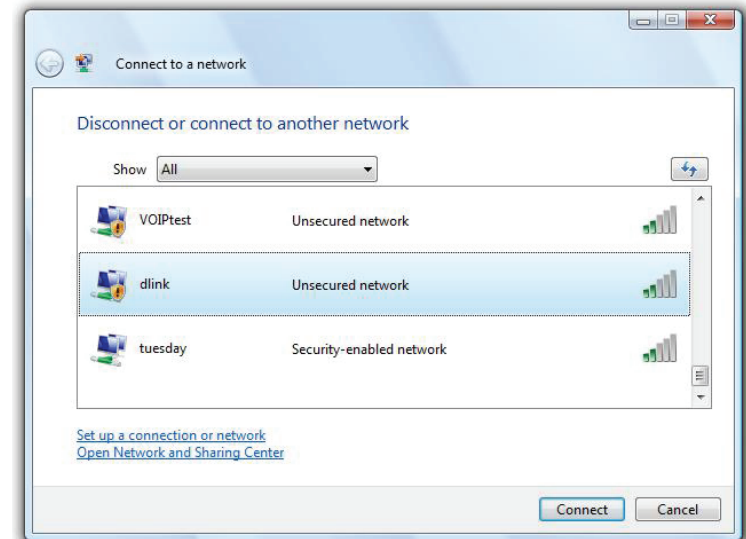 Connect to a network
Disconnect or connect to another network
Show All
VOIPtest Unsecured network
dlink Unsecured network
tuesday Security-enabled network
Set up a connection or network
Open Network and Sharing Center
Connect Cancel